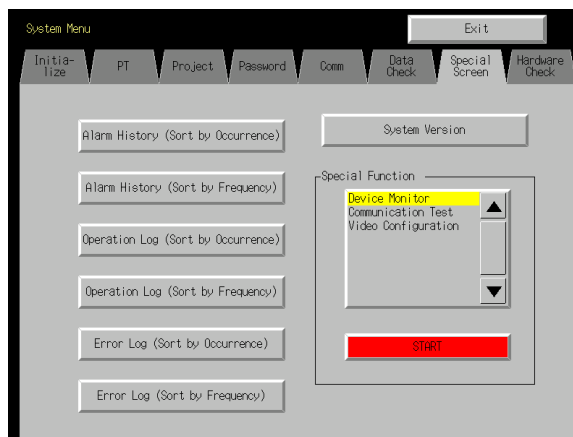 System Menu
Exit
Initia-
lize
PT
Project
Password
Comm
Data
Check
Special
Screen
Hardware
Check
Alarm History (Sort by Occurrence)
Alarm History (Sort by Frequency)
Operation Log (Sort by Occurrence)
Operation Log (Sort by Frequency)
Error Log (Sort by Occurrence)
Error Log (Sort by Frequency)
System Version
Special Function
Device Monitor
Communication Test
Video Configuration
START